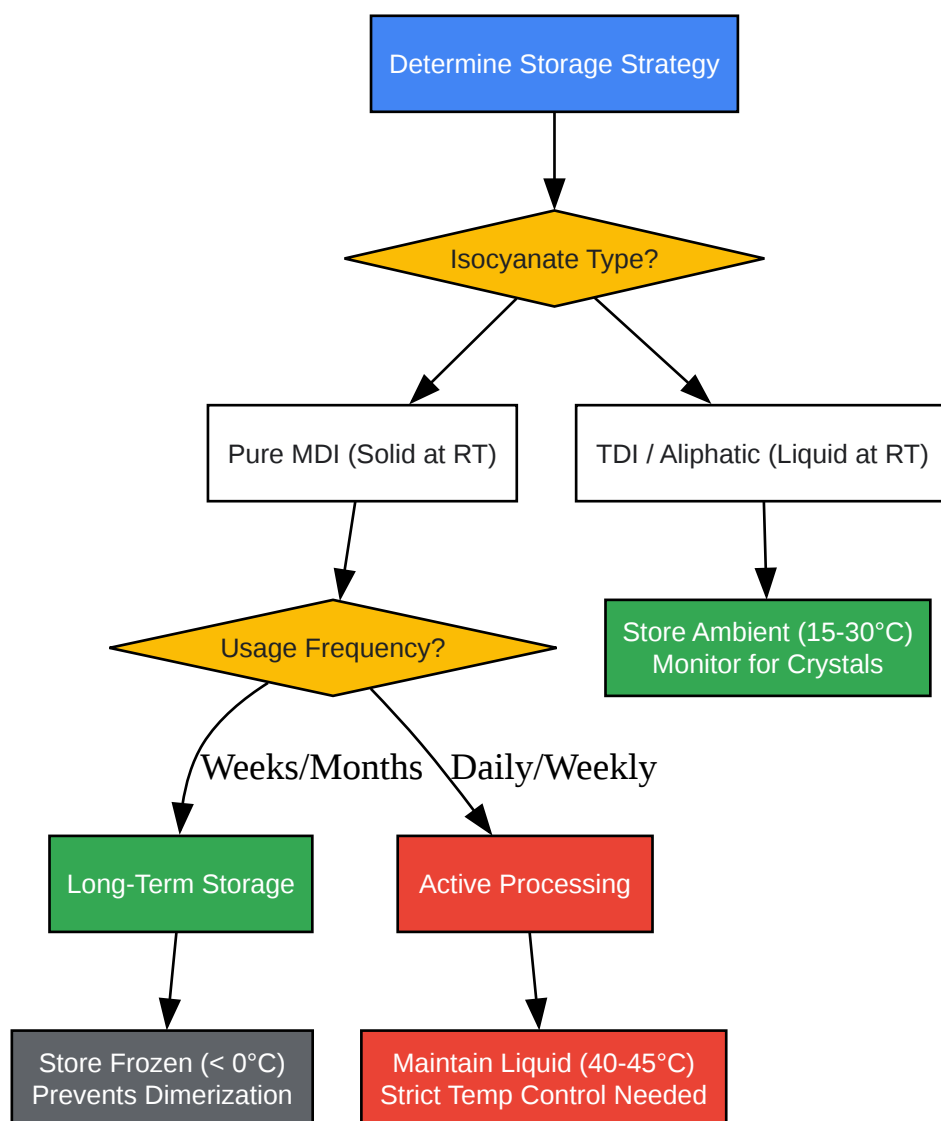 Determine Storage Strategy
Isocyanate Type?
Pure MDI (Solid at RT)
TDI / Aliphatic (Liquid at RT)
Usage Frequency?
Store Ambient (15-30°C)
Monitor for Crystals
Weeks/Months
Daily/Weekly
Long-Term Storage
Active Processing
Store Frozen (< 0°C)
Prevents Dimerization
Maintain Liquid (40-45°C)
Strict Temp Control Needed